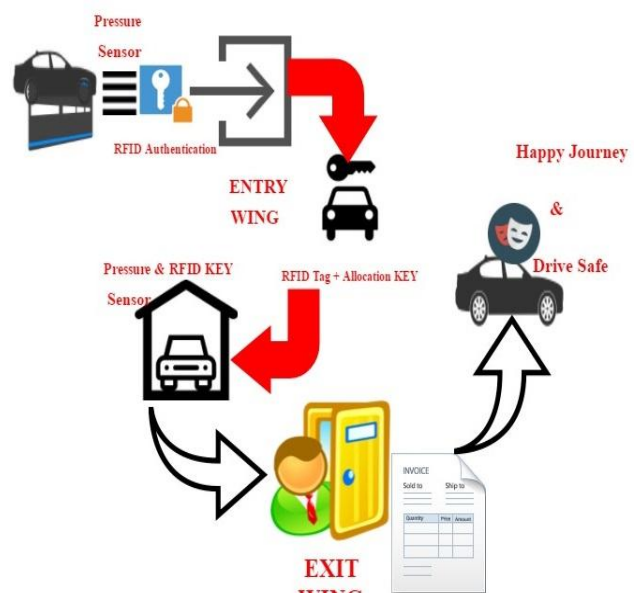 Pressure
Sensor
RFID Authentication
ENTRY
WING
Happy Journey
&
Drive Safe
RFID Tag + Allocation KEY
Pressure & RFID KEY
Sensor
INVOICE
Sold to Ship to
Quantity Price Amount
EXIT
WING